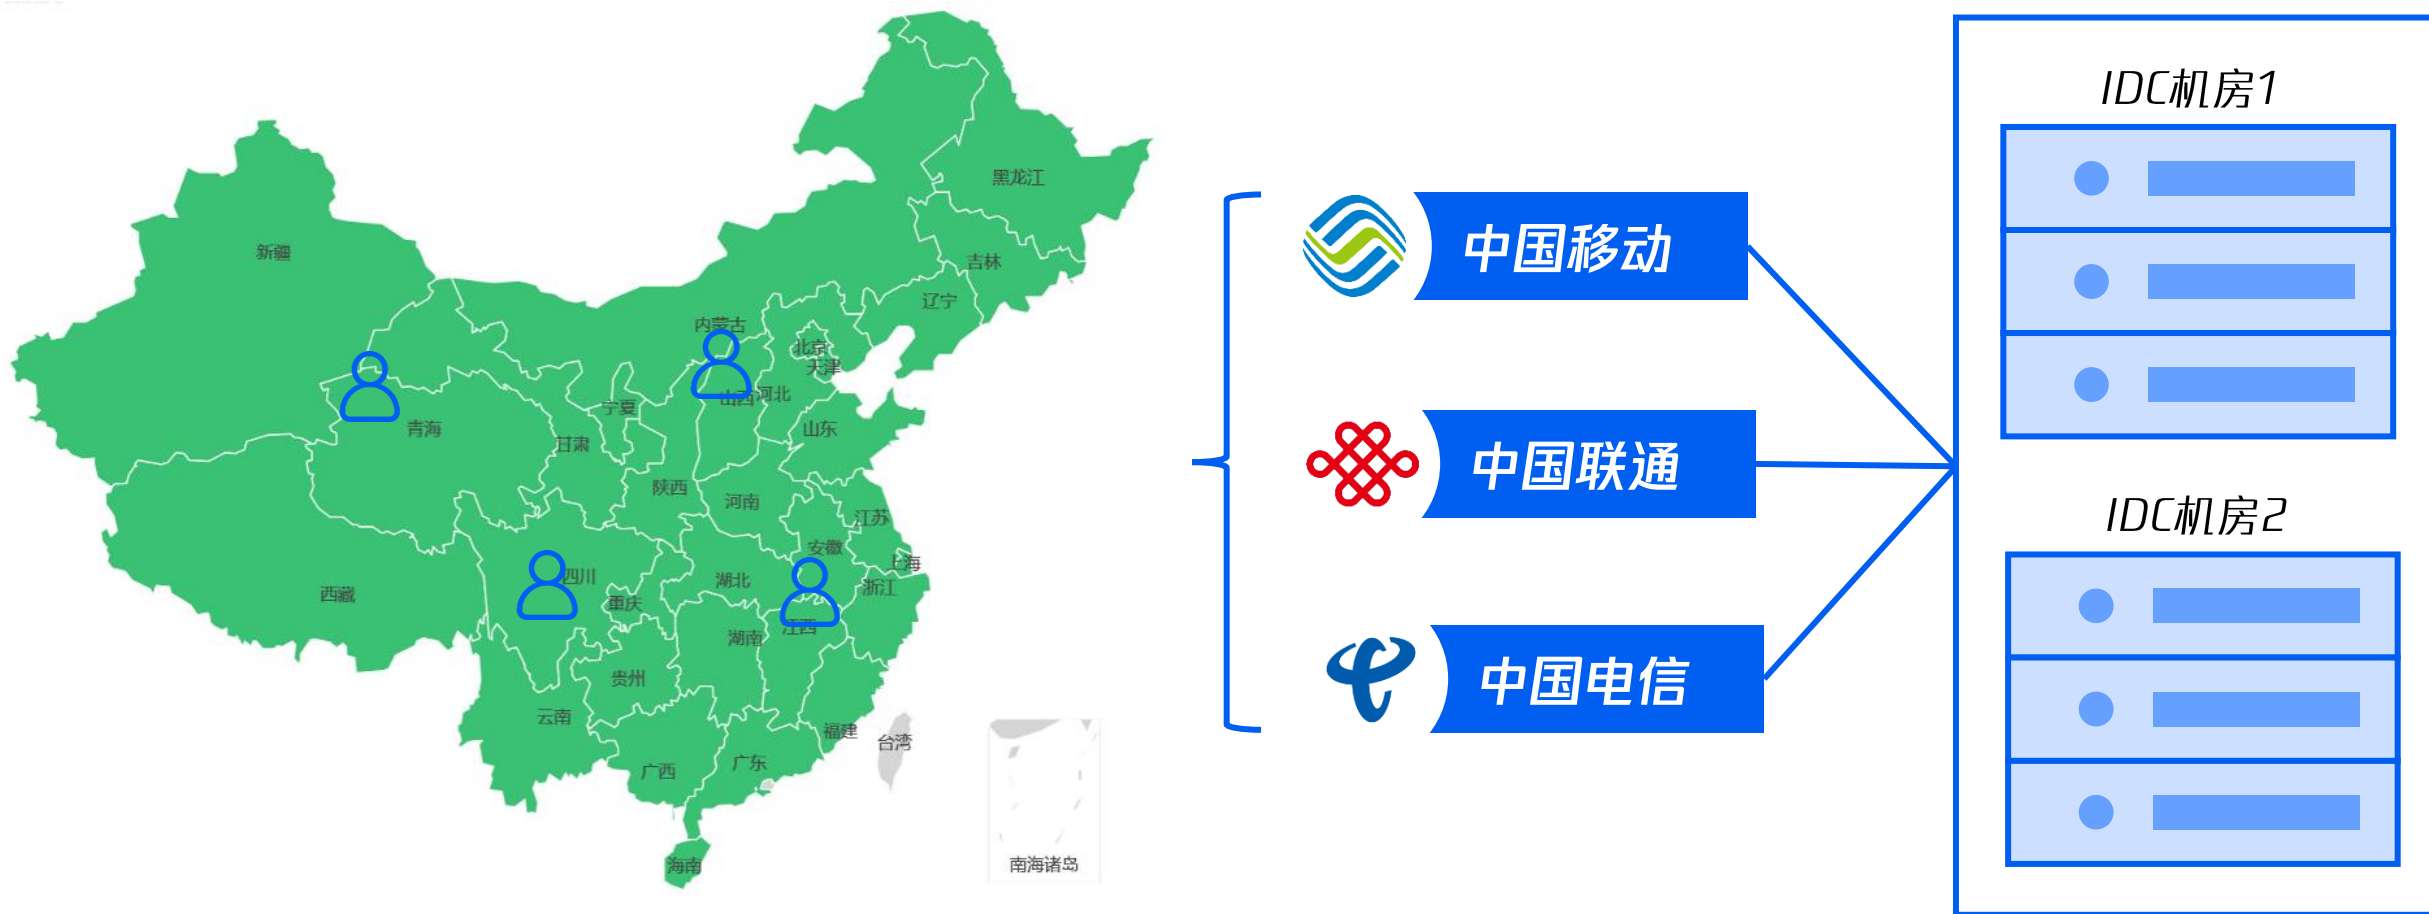 黑龙江
新疆
吉林
辽宁
内蒙古
北京
天津
山西
河北
宁夏
青海
山东
甘肃
陕西
河南
江苏
安徽
上海
四川
湖北
浙江
西藏
重庆
湖南
江西
贵州
云南
福建
台湾
广西
广东
海南
南海诸岛
中国移动
中国联通
中国电信
IDC机房1
IDC机房2